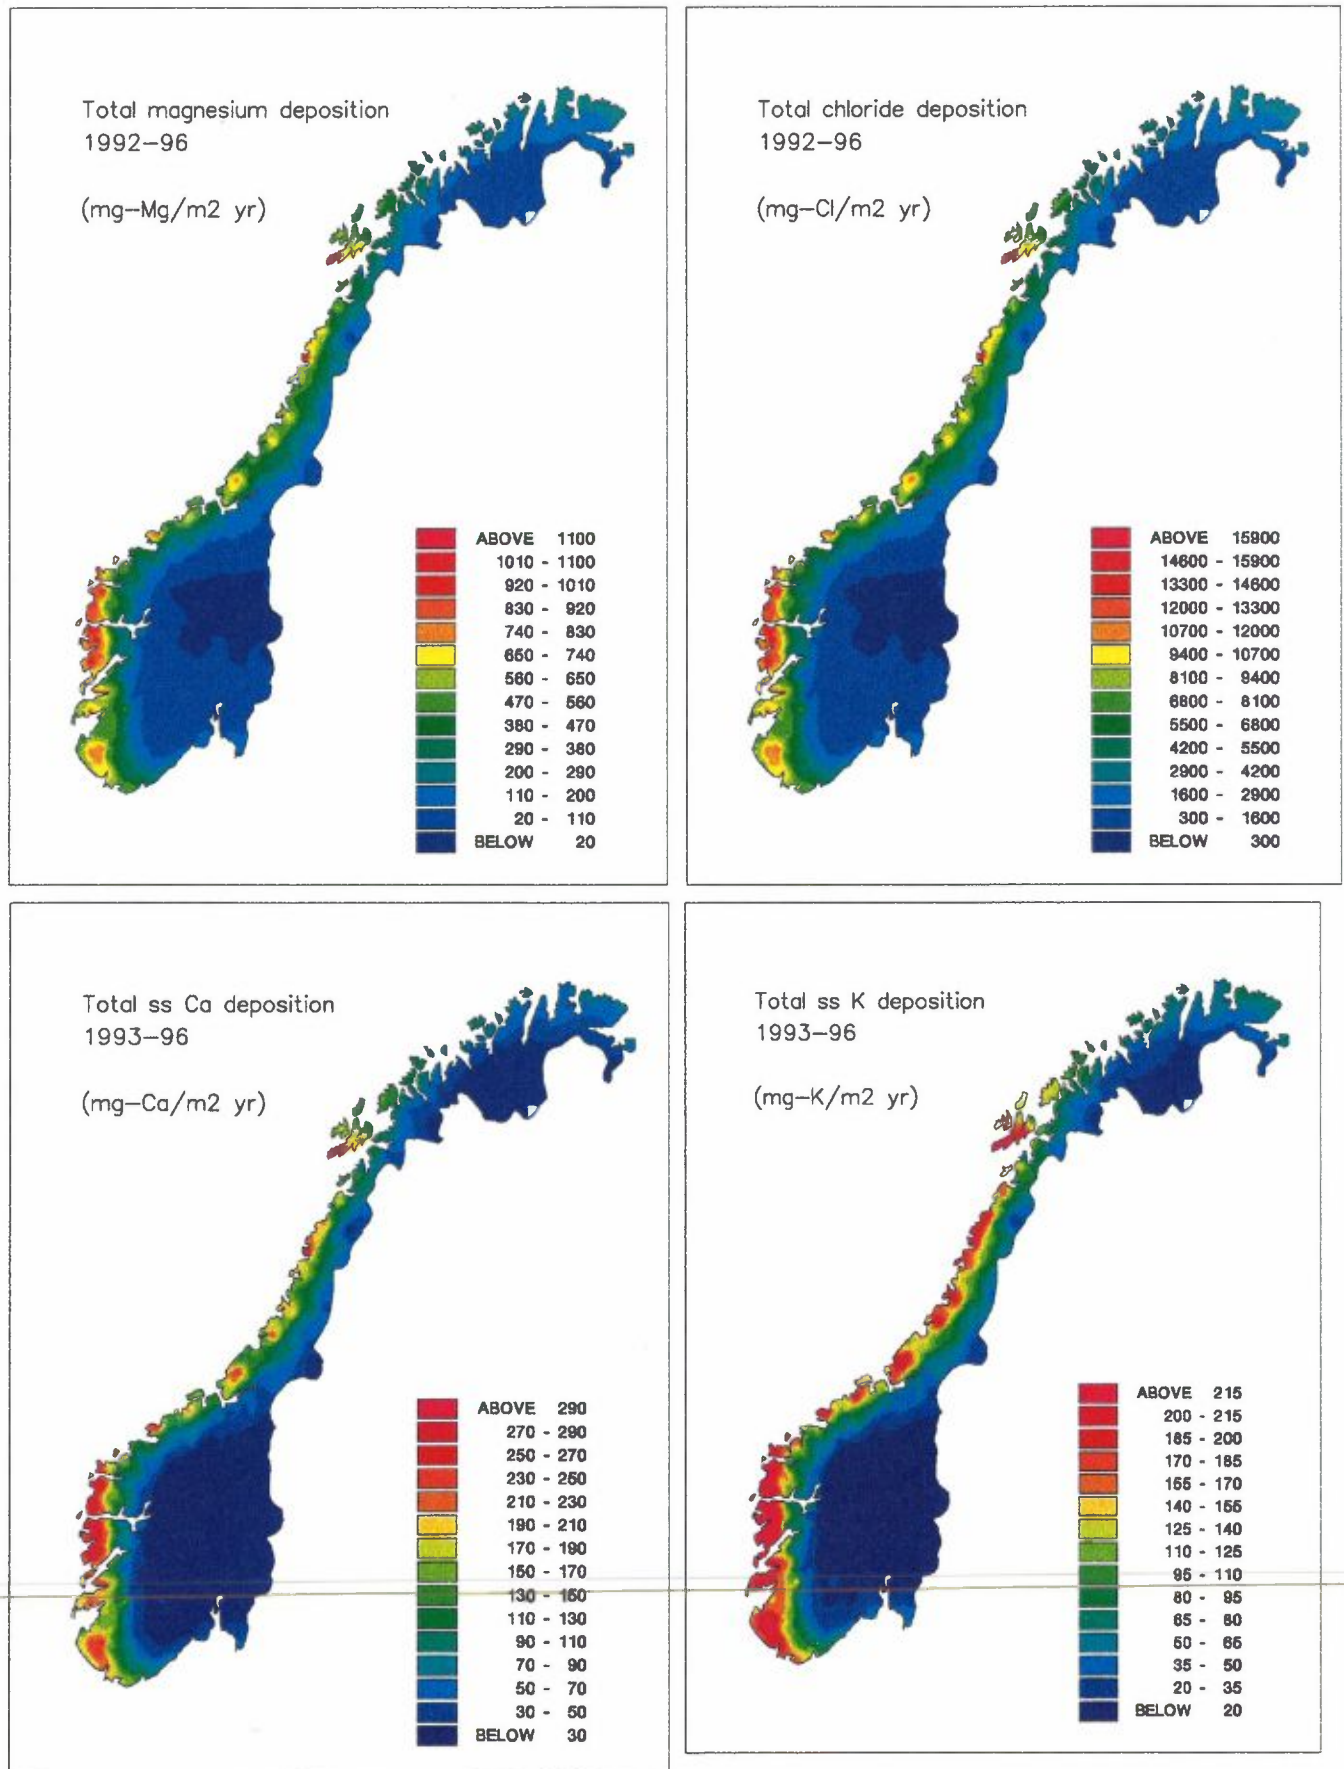 Total magnesium deposition
1992–96
(mg–Mg/m2 yr)
ABOVE 1100
1010 - 1100
920 - 1010
830 - 920
740 - 830
650 - 740
560 - 650
470 - 560
380 - 470
290 - 380
200 - 290
110 - 200
20 - 110
BELOW 20
Total chloride deposition
1992–96
(mg–Cl/m2 yr)
ABOVE 15900
14600 - 15900
13300 - 14600
12000 - 13300
10700 - 12000
9400 - 10700
8100 - 9400
6800 - 8100
5500 - 6800
4200 - 5500
2900 - 4200
1600 - 2900
300 - 1600
BELOW 300
Total ss Ca deposition
1993–96
(mg–Ca/m2 yr)
ABOVE 290
270 - 290
250 - 270
230 - 250
210 - 230
190 - 210
170 - 190
150 - 170
130 - 150
110 - 130
90 - 110
70 - 90
50 - 70
30 - 50
BELOW 30
Total ss K deposition
1993–96
(mg–K/m2 yr)
ABOVE 215
200 - 215
185 - 200
170 - 185
155 - 170
140 - 155
125 - 140
110 - 125
95 - 110
80 - 95
65 - 80
50 - 65
35 - 50
20 - 35
BELOW 20